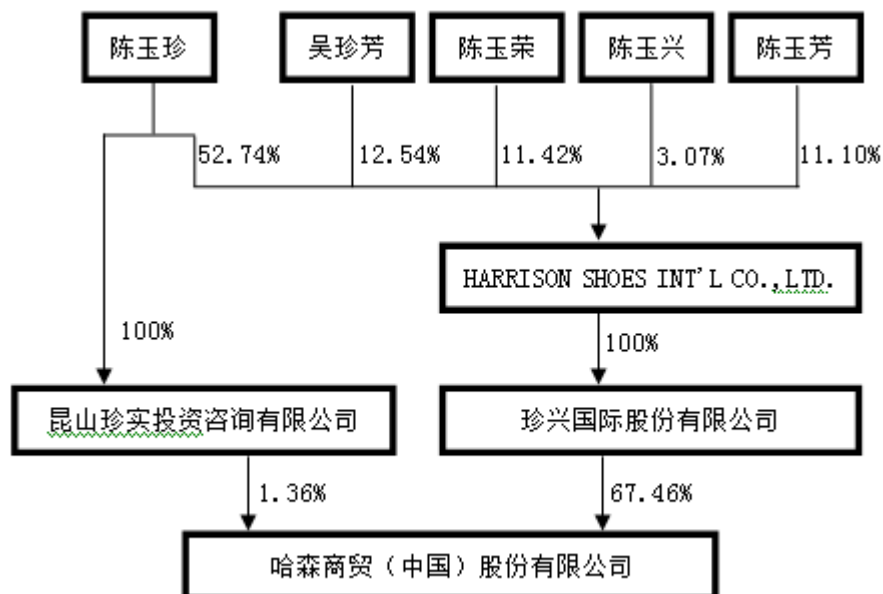 陈玉珍
吴珍芳
陈玉荣
陈玉兴
陈玉芳
52.74%
12.54%
11.42%
3.07%
11.10%
HARRISON SHOES INT'L CO.,LTD.
100%
100%
昆山珍实投资咨询有限公司
珍兴国际股份有限公司
1.36%
67.46%
哈森商贸（中国）股份有限公司